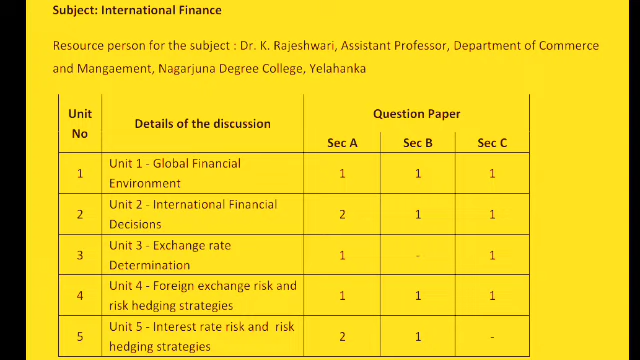 Subject: International Finance
Resource person for the subject : Dr. K. Rajeshwari, Assistant Professor, Department of Commerce
and Mangaement, Nagarjuna Degree College, Yelahanka
Unit No Details of the discussion Question Paper
Sec A Sec B Sec C
1 Unit 1 - Global Financial Environment 1 1 1
2 Unit 2 - International Financial Decisions 2 1 1
3 Unit 3 - Exchange rate Determination 1 - 1
4 Unit 4 - Foreign exchange risk and risk hedging strategies 1 1 1
5 Unit 5 - Interest rate risk and risk hedging strategies 2 1 -